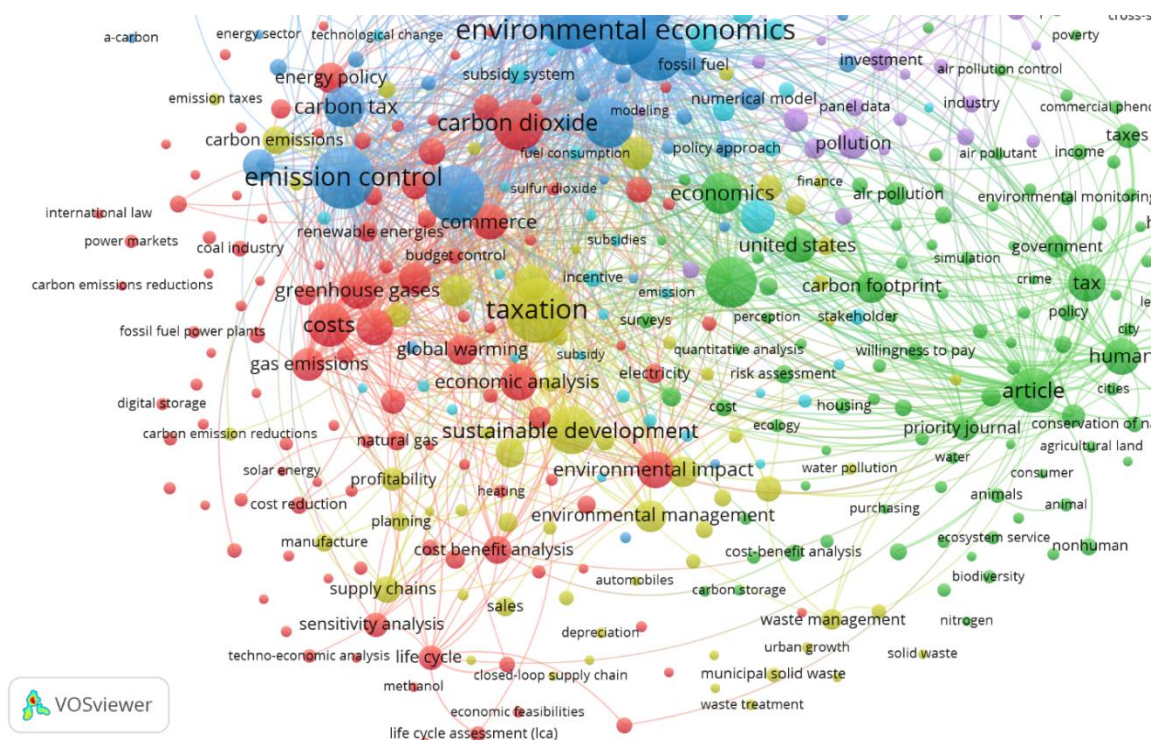 environmental economics
a-carbon
energy sector
technological change
poverty
energy policy
subsidy system
fossil fuel
investment
air pollution control
emission taxes
carbon tax
modeling
numerical model
panel data
industry
commercial phen
carbon emissions
carbon dioxide
fuel consumption
policy approach
pollution
air pollutant
taxes
income
emission control
sulfur dioxide
economics
finance
air pollution
environmental monitoring
international law
commerce
renewable energies
power markets
coal industry
budget control
subsidies
united states
simulation
government
carbon emissions reductions
greenhouse gases
incentive
emission
carbon footprint
crime
tax
taxation
fossil fuel power plants
costs
surveys
perception
stakeholder
policy
city
gas emissions
global warming
subsidy
quantitative analysis
willingness to pay
human
economic analysis
electricity
risk assessment
article
cities
digital storage
cost
housing
carbon emission reductions
natural gas
sustainable development
ecology
priority journal
conservation of na
agricultural land
solar energy
profitability
heating
environmental impact
water pollution
water
consumer
cost reduction
planning
environmental management
purchasing
animals
animal
manufacture
cost benefit analysis
cost-benefit analysis
ecosystem service
nonhuman
supply chains
sales
automobiles
carbon storage
biodiversity
sensitivity analysis
depreciation
waste management
nitrogen
techno-economic analysis
life cycle
urban growth
solid waste
methanol
closed-loop supply chain
municipal solid waste
economic feasibilities
waste treatment
life cycle assessment (lca)
VOSviewer